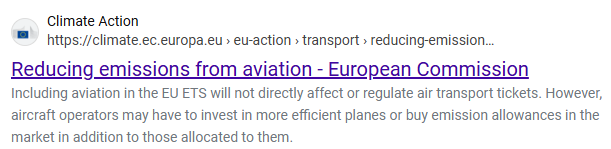 Climate Action
https://climate.ec.europa.eu › eu-action › transport › reducing-emission...
Reducing emissions from aviation - European Commission
Including aviation in the EU ETS will not directly affect or regulate air transport tickets. However,
aircraft operators may have to invest in more efficient planes or buy emission allowances in the
market in addition to those allocated to them.